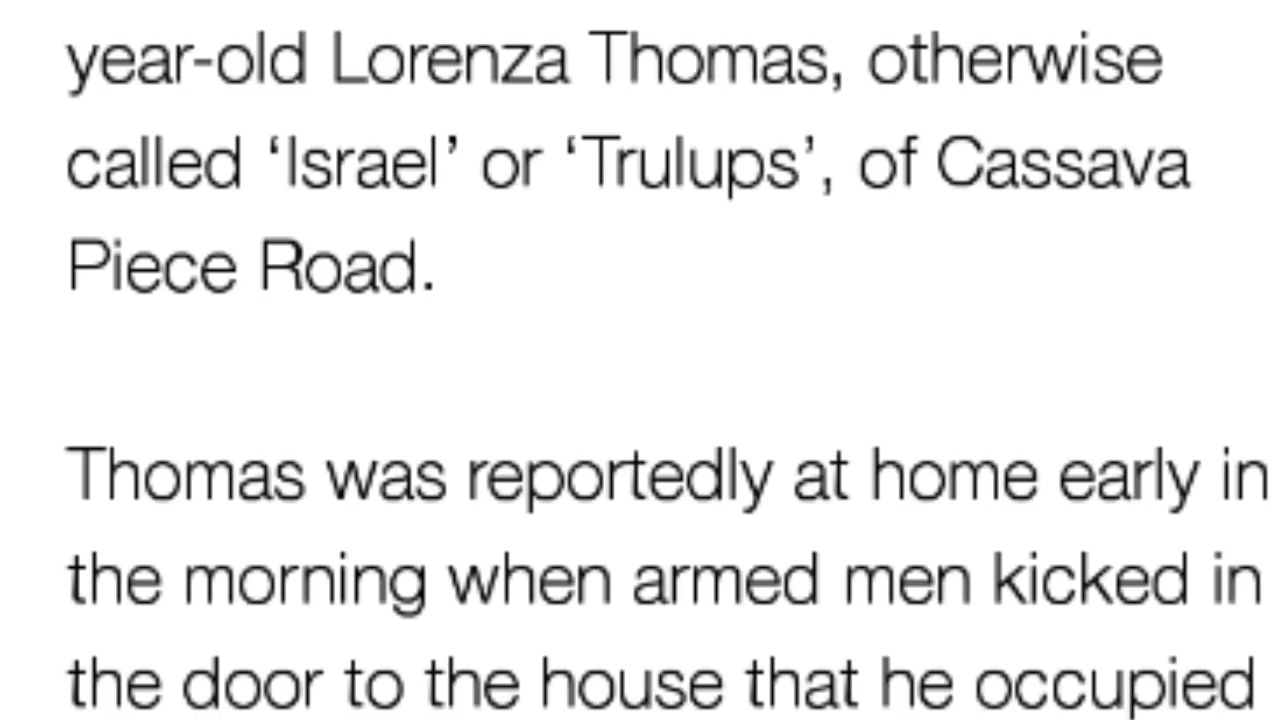 year-old Lorenza Thomas, otherwise
called ‘Israel’ or ‘Trulups’, of Cassava
Piece Road.
Thomas was reportedly at home early in
the morning when armed men kicked in
the door to the house that he occupied